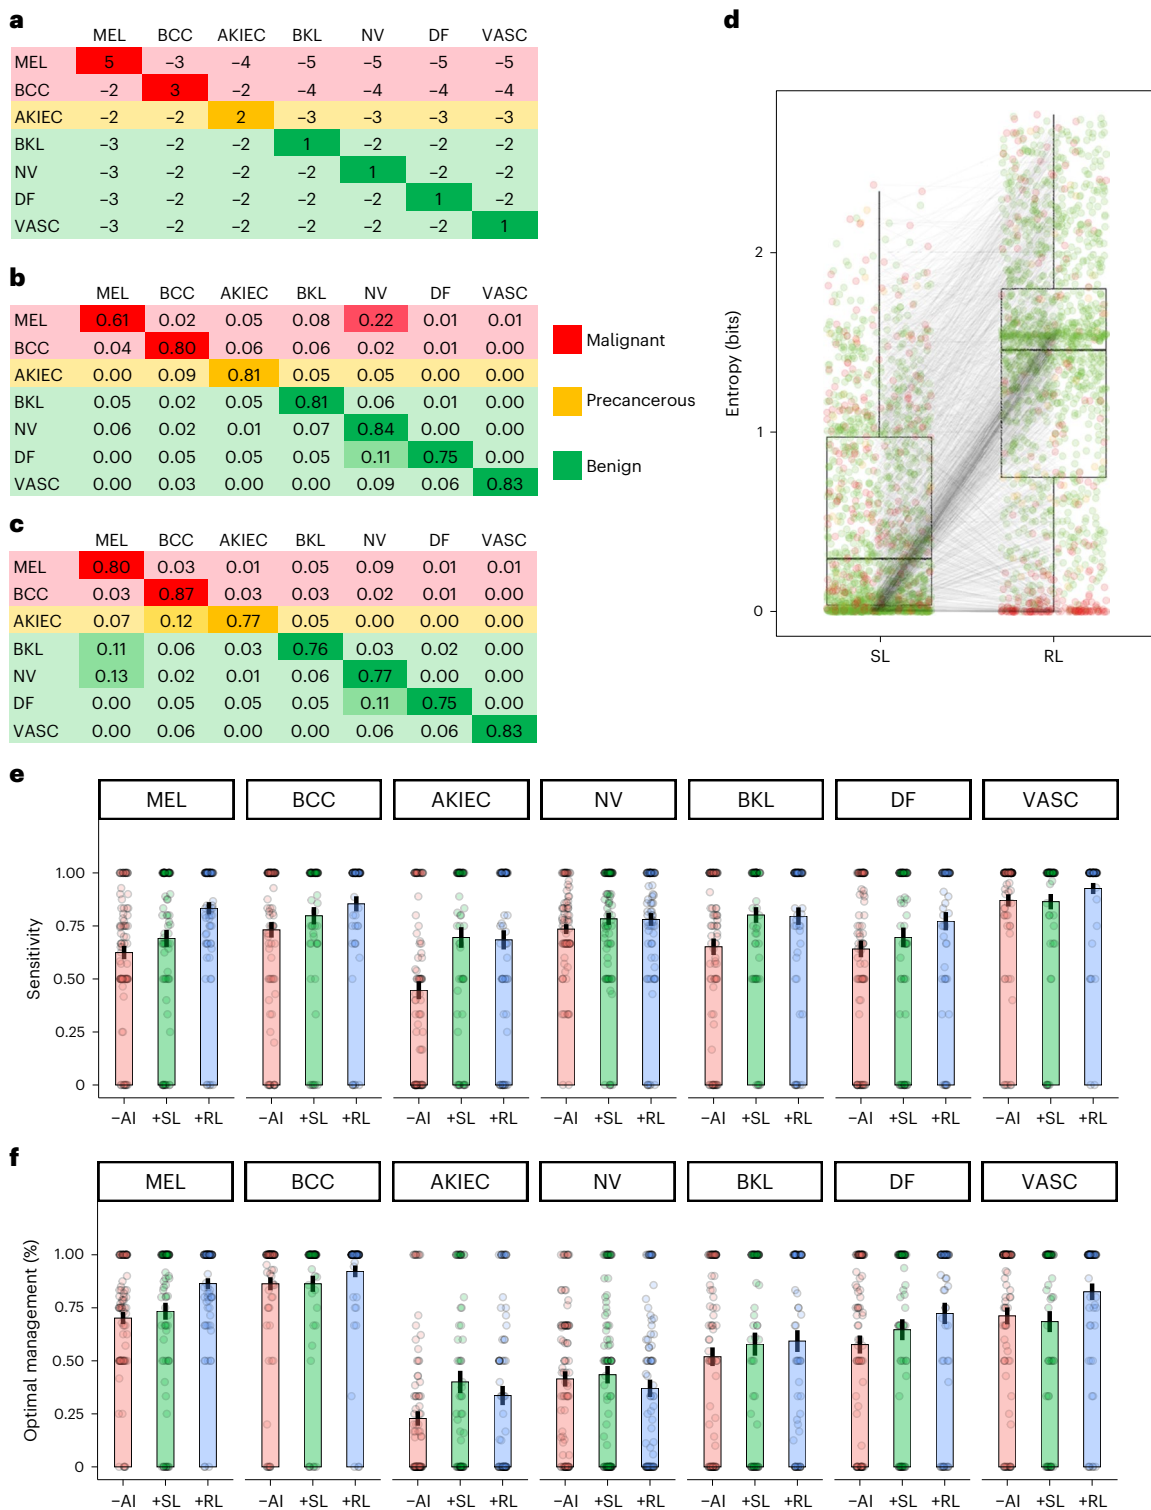 a
MEL BCC AKIEC BKL NV DF VASC
MEL 5 −3 −4 −5 −5 −5 −5
BCC −2 3 −2 −4 −4 −4 −4
AKIEC −2 −2 2 −3 −3 −3 −3
BKL −3 −2 −2 1 −2 −2 −2
NV −3 −2 −2 −2 1 −2 −2
DF −3 −2 −2 −2 −2 1 −2
VASC −3 −2 −2 −2 −2 −2 1
b
MEL BCC AKIEC BKL NV DF VASC
MEL 0.61 0.02 0.05 0.08 0.22 0.01 0.01
BCC 0.04 0.80 0.06 0.06 0.02 0.01 0.00
AKIEC 0.00 0.09 0.81 0.05 0.05 0.00 0.00
BKL 0.05 0.02 0.05 0.81 0.06 0.01 0.00
NV 0.06 0.02 0.01 0.07 0.84 0.00 0.00
DF 0.00 0.05 0.05 0.05 0.11 0.75 0.00
VASC 0.00 0.03 0.00 0.00 0.09 0.06 0.83
Malignant
Precancerous
Benign
c
MEL BCC AKIEC BKL NV DF VASC
MEL 0.80 0.03 0.01 0.05 0.09 0.01 0.01
BCC 0.03 0.87 0.03 0.03 0.02 0.01 0.00
AKIEC 0.07 0.12 0.77 0.05 0.00 0.00 0.00
BKL 0.11 0.06 0.03 0.76 0.03 0.02 0.00
NV 0.13 0.02 0.01 0.06 0.77 0.00 0.00
DF 0.00 0.05 0.05 0.05 0.11 0.75 0.00
VASC 0.00 0.06 0.00 0.00 0.06 0.06 0.83
d
Entropy (bits)
2
1
0
SL RL
e
MEL BCC AKIEC NV BKL DF VASC
Sensitivity
1.00
0.75
0.50
0.25
0
−AI +SL +RL −AI +SL +RL −AI +SL +RL −AI +SL +RL −AI +SL +RL −AI +SL +RL −AI +SL +RL
f
MEL BCC AKIEC NV BKL DF VASC
Optimal management (%)
1.00
0.75
0.50
0.25
0
−AI +SL +RL −AI +SL +RL −AI +SL +RL −AI +SL +RL −AI +SL +RL −AI +SL +RL −AI +SL +RL